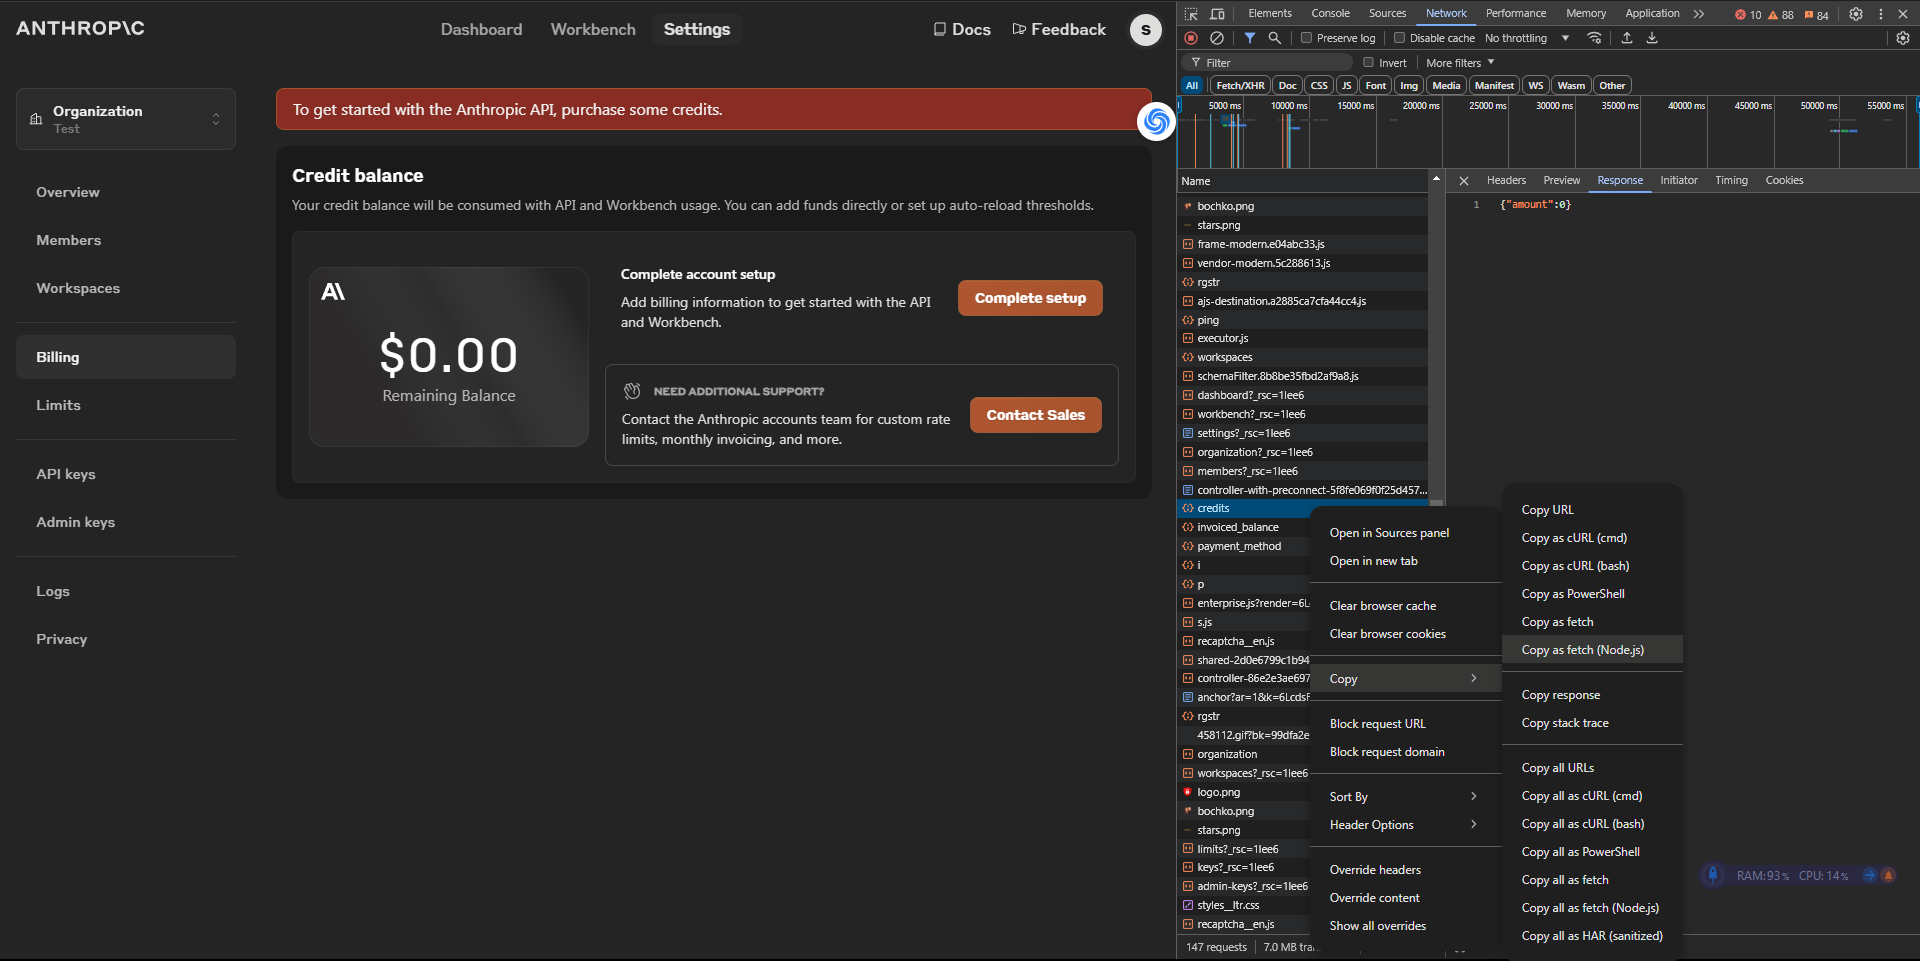 ANTHROP\C
Dashboard
Workbench
Settings
Docs
Feedback
S
Organization
Test
Overview
Members
Workspaces
Billing
Limits
API keys
Admin keys
Logs
Privacy
To get started with the Anthropic API, purchase some credits.
Credit balance
Your credit balance will be consumed with API and Workbench usage. You can add funds directly or set up auto-reload thresholds.
A\
$0.00
Remaining Balance
Complete account setup
Add billing information to get started with the API
and Workbench.
Complete setup
NEED ADDITIONAL SUPPORT?
Contact the Anthropic accounts team for custom rate
limits, monthly invoicing, and more.
Contact Sales
Elements
Console
Sources
Network
Performance
Memory
Application
10
88
84
Preserve log
Disable cache
No throttling
Filter
Invert
More filters
All
Fetch/XHR
Doc
CSS
JS
Font
Img
Media
Manifest
WS
Wasm
Other
5000 ms
10000 ms
15000 ms
20000 ms
25000 ms
30000 ms
35000 ms
40000 ms
45000 ms
50000 ms
55000 ms
Name
bochko.png
stars.png
frame-modern.e04abc33.js
vendor-modern.5c288613.js
rgstr
ajs-destination.a2885ca7cfa44cc4.js
ping
executor.js
workspaces
schemaFilter.8b8be35fbd2af9a8.js
dashboard?_rsc=1lee6
workbench?_rsc=1lee6
settings?_rsc=1lee6
organization?_rsc=1lee6
members?_rsc=1lee6
controller-with-preconnect-5f8fe069f0f25d457...
credits
invoiced_balance
payment_method
i
p
enterprise.js?render=6L
s.js
recaptcha__en.js
shared-2d0e6799c1b94
controller-86e2e3ae697
anchor?ar=1&k=6Lcdsf
rgstr
458112.gif?bk=99dfa2e
organization
workspaces?_rsc=1lee6
logo.png
bochko.png
stars.png
limits?_rsc=1lee6
keys?_rsc=1lee6
admin-keys?_rsc=1lee6
styles__ltr.css
recaptcha__en.js
147 requests
7.0 MB tra
Headers
Preview
Response
Initiator
Timing
Cookies
1
{"amount":0}
Open in Sources panel
Open in new tab
Clear browser cache
Clear browser cookies
Copy
Block request URL
Block request domain
Sort By
Header Options
Override headers
Override content
Show all overrides
Copy URL
Copy as cURL (cmd)
Copy as cURL (bash)
Copy as PowerShell
Copy as fetch
Copy as fetch (Node.js)
Copy response
Copy stack trace
Copy all URLs
Copy all as cURL (cmd)
Copy all as cURL (bash)
Copy all as PowerShell
Copy all as fetch
Copy all as fetch (Node.js)
Copy all as HAR (sanitized)
RAM: 93% CPU: 14%